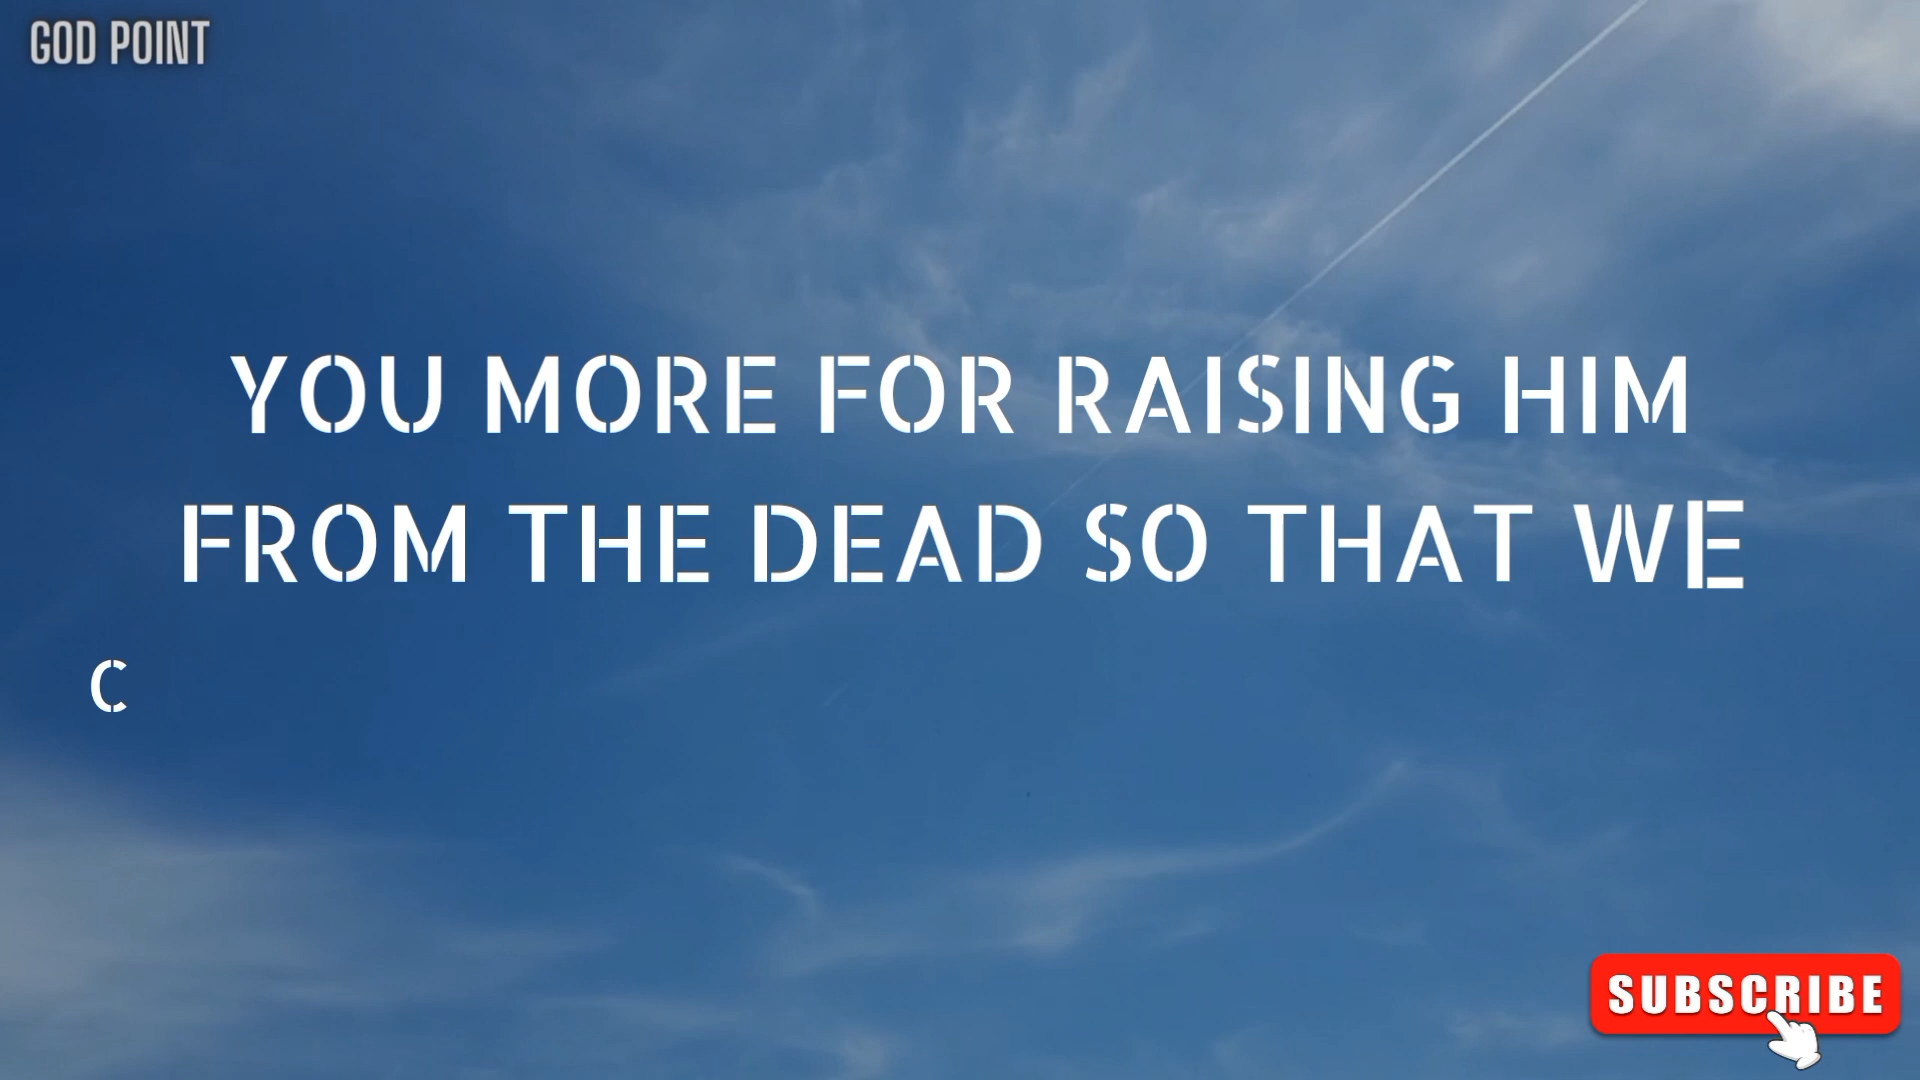 GOD POINT
YOU MORE FOR RAISING HIM
FROM THE DEAD SO THAT WE
C
SUBSCRIBE